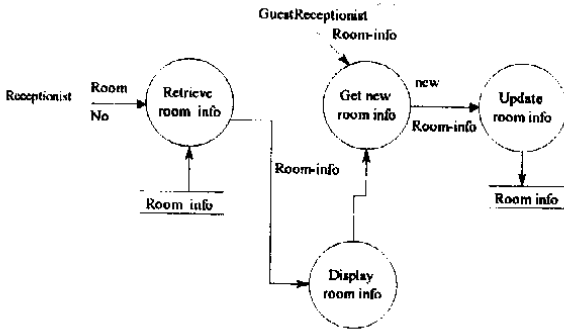 GuestReceptionist
Room-info
Receptionist
Room
No
Retrieve
room info
Get new
room info
new
Room-info
Update
room info
Room-info
Room info
Room info
Display
room info